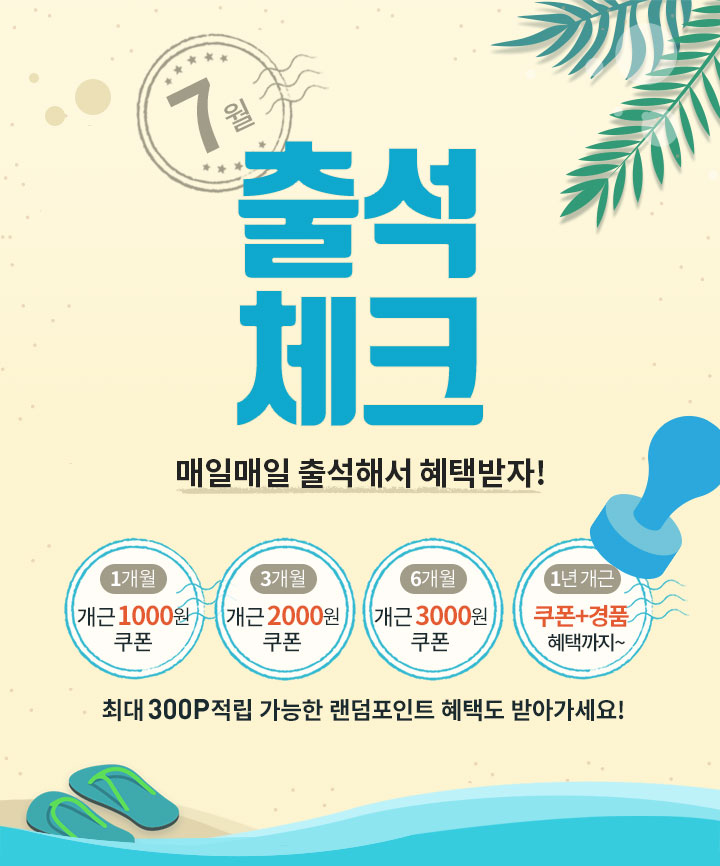 7월
출석
체크
매일매일 출석해서 혜택받자!
1개월
개근 1000원
쿠폰
3개월
개근 2000원
쿠폰
6개월
개근 3000원
쿠폰
1년 개근
쿠폰+경품
혜택까지~
최대 300P적립 가능한 랜덤포인트 혜택도 받아가세요!